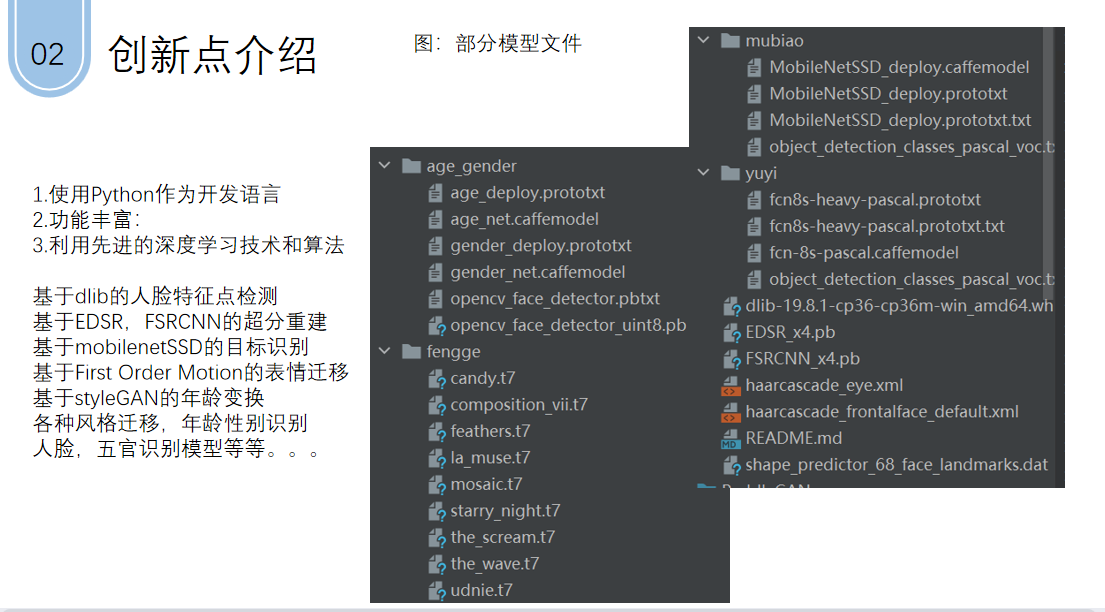 02
创新点介绍
图：部分模型文件
1.使用Python作为开发语言
2.功能丰富：
3.利用先进的深度学习技术和算法
基于dlib的人脸特征点检测
基于EDSR，FSRCNN的超分重建
基于mobilenetSSD的目标识别
基于First Order Motion的表情迁移
基于styleGAN的年龄变换
各种风格迁移，年龄性别识别
人脸，五官识别模型等等。。。
age_gender
age_deploy.prototxt
age_net.caffemodel
gender_deploy.prototxt
gender_net.caffemodel
opencv_face_detector.pbtxt
opencv_face_detector_uint8.pb
fengge
candy.t7
composition_vii.t7
feathers.t7
la_muse.t7
mosaic.t7
starry_night.t7
the_scream.t7
the_wave.t7
udnie.t7
mubiao
MobileNetSSD_deploy.caffemodel
MobileNetSSD_deploy.prototxt
MobileNetSSD_deploy.prototxt.txt
object_detection_classes_pascal_voc.t
yuyi
fcn8s-heavy-pascal.prototxt
fcn8s-heavy-pascal.prototxt.txt
fcn-8s-pascal.caffemodel
object_detection_classes_pascal_voc.t
dlib-19.8.1-cp36-cp36m-win_amd64.wh
EDSR_x4.pb
FSRCNN_x4.pb
haarcascade_eye.xml
haarcascade_frontalface_default.xml
README.md
shape_predictor_68_face_landmarks.dat